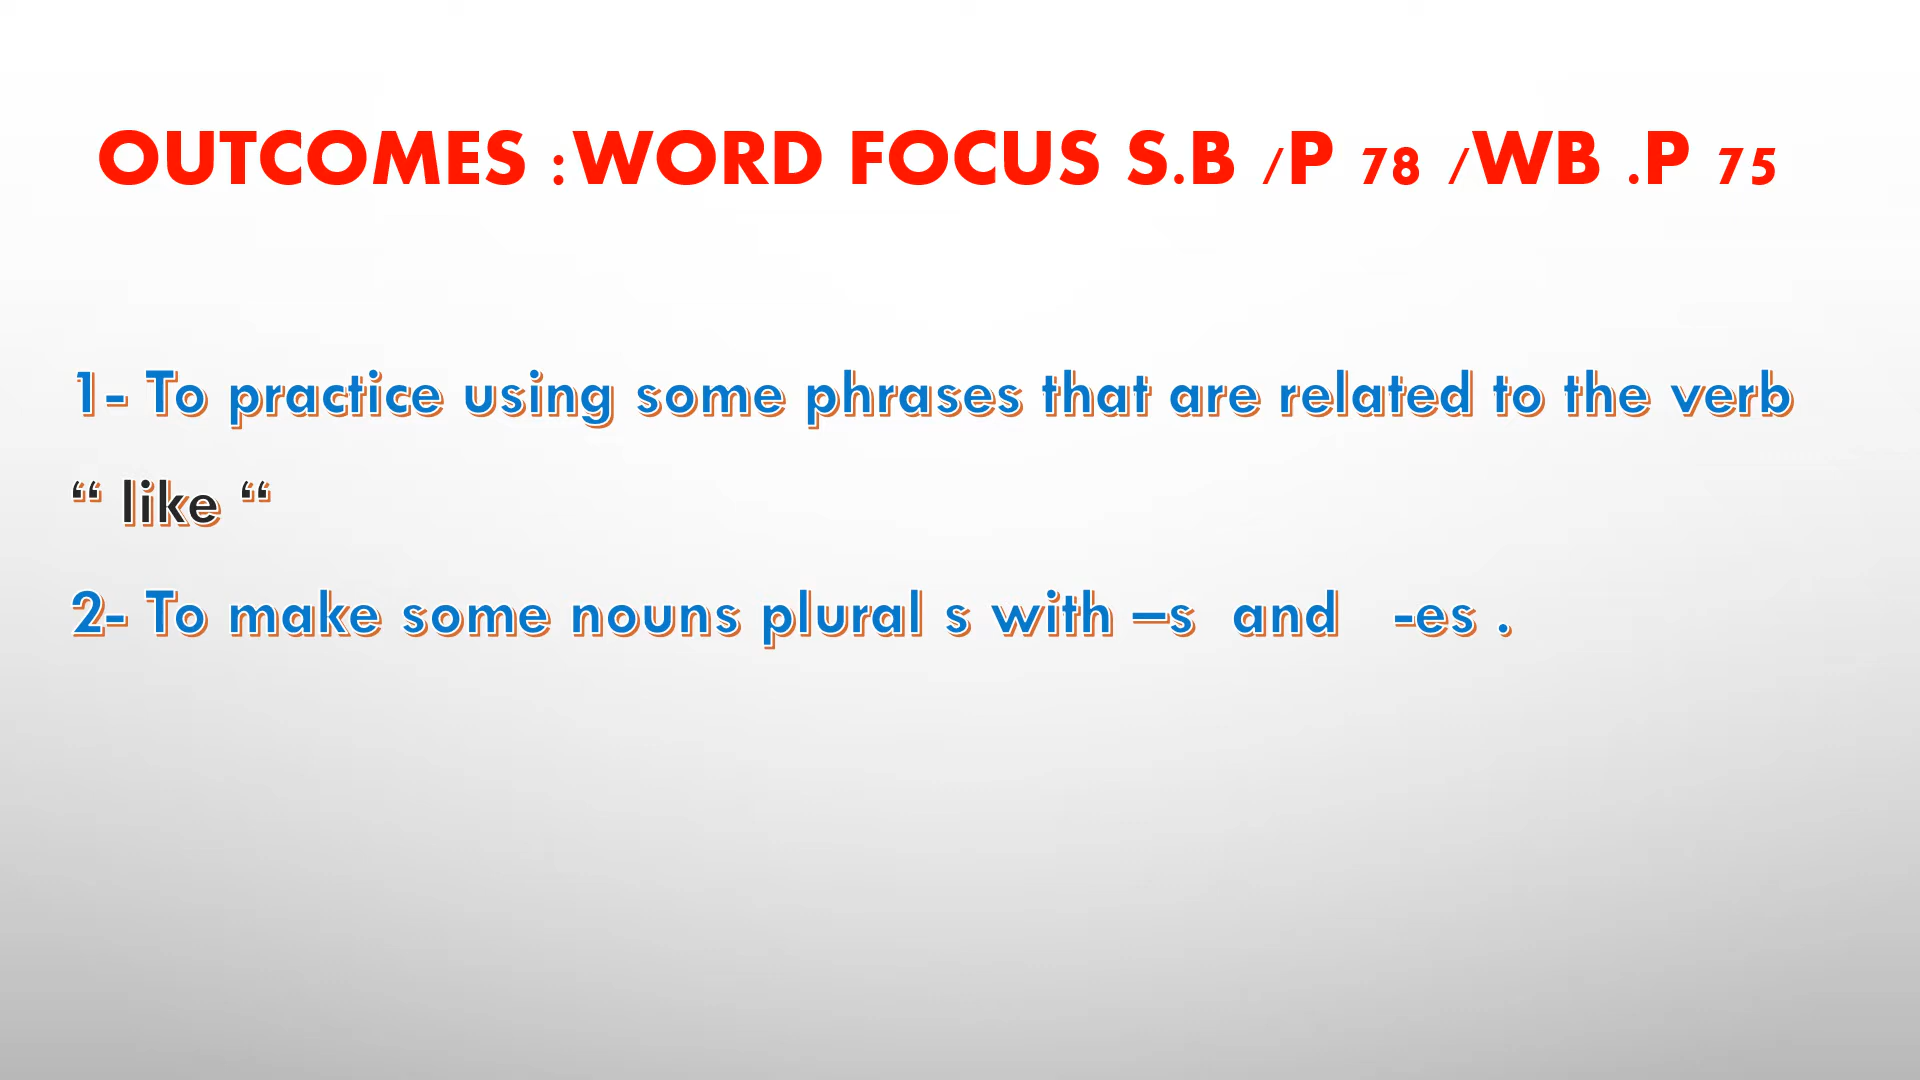 OUTCOMES :WORD FOCUS S.B /P 78 /WB .P 75
1- To practice using some phrases that are related to the verb
“ like “
2- To make some nouns plural s with –s and -es .